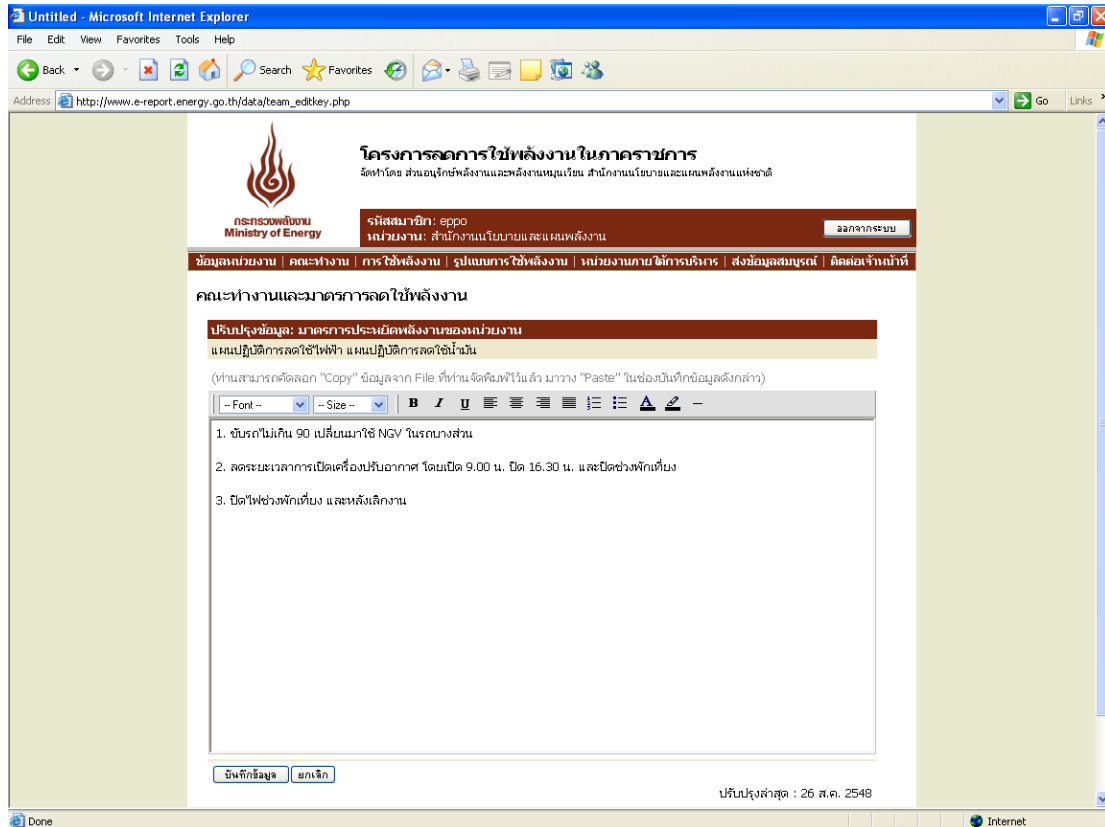 Untitled - Microsoft Internet Explorer
File Edit View Favorites Tools Help
Back Search Favorites
Address http://www.e-report.energy.go.th/data/team_editkey.php Go Links
โครงการลดการใช้พลังงานในภาคราชการ
จัดทำโดย ส่วนอนุรักษ์พลังงานและพลังงานหมุนเวียน สำนักงานนโยบายและแผนพลังงานแห่งชาติ
กระทรวงพลังงาน
Ministry of Energy
รหัสสมาชิก: eppo
หน่วยงาน: สำนักงานนโยบายและแผนพลังงาน
ออกจากระบบ
ข้อมูลหน่วยงาน | คณะทำงาน | การใช้พลังงาน | รูปแบบการใช้พลังงาน | หน่วยงานภายใต้การบริหาร | ส่งข้อมูลสมบูรณ์ | ติดต่อเจ้าหน้าที่
คณะทำงานและมาตรการลดใช้พลังงาน
ปรับปรุงข้อมูล: มาตรการประหยัดพลังงานของหน่วยงาน
แผนปฏิบัติการลดใช้ไฟฟ้า แผนปฏิบัติการลดใช้น้ำมัน
(ท่านสามารถคัดลอก "Copy" ข้อมูลจาก File ที่ท่านจัดพิมพ์ไว้แล้ว มาวาง "Paste" ในช่องบันทึกข้อมูลดังกล่าว)
-- Font -- -- Size -- B I U A
1. ขับรถไม่เกิน 90 เปลี่ยนมาใช้ NGV ในรถบางส่วน
2. ลดระยะเวลาการเปิดเครื่องปรับอากาศ โดยเปิด 9.00 น. ปิด 16.30 น. และปิดช่วงพักเที่ยง
3. ปิดไฟช่วงพักเที่ยง และหลังเลิกงาน
บันทึกข้อมูล ยกเลิก
ปรับปรุงล่าสุด : 26 ส.ค. 2548
Done Internet